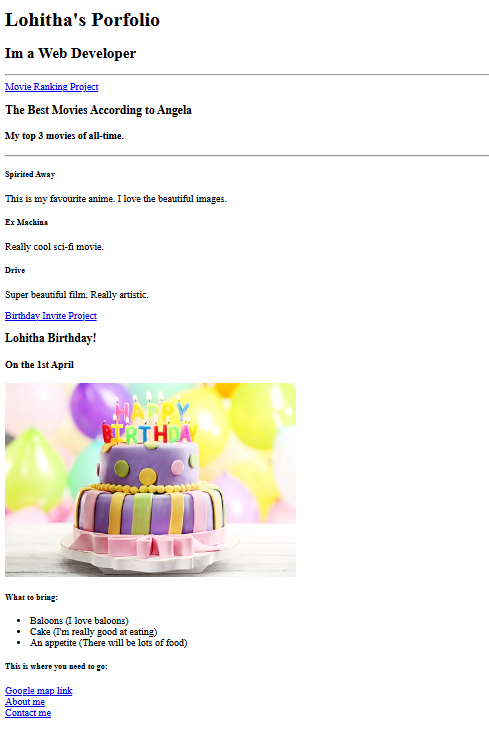 Lohitha's Porfolio
Im a Web Developer
Movie Ranking Project
The Best Movies According to Angela
My top 3 movies of all-time.
Spirited Away
This is my favourite anime. I love the beautiful images.
Ex Machina
Really cool sci-fi movie.
Drive
Super beautiful film. Really artistic.
Birthday Invite Project
Lohitha Birthday!
On the 1st April
HAPPY
BIRTHDAY
What to bring:
Baloons (I love baloons)
Cake (I'm really good at eating)
An appetite (There will be lots of food)
This is where you need to go:
Google map link
About me
Contact me